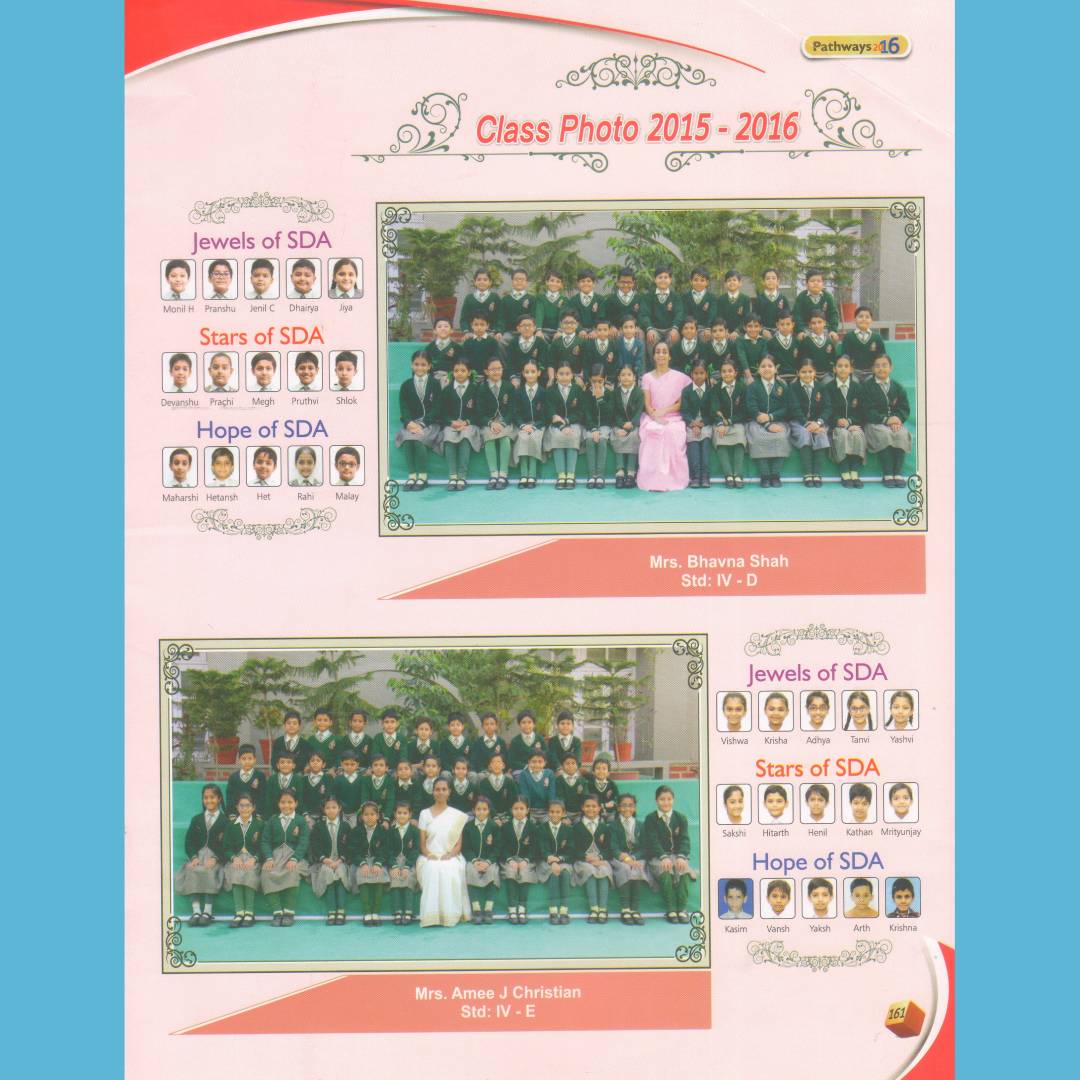 Pathways 2016
Class Photo 2015 - 2016
Jewels of SDA
Monil H Pranshu Jenil C Dhairya Jiya
Stars of SDA
Devanshu Prachi Megh Pruthvi Shlok
Hope of SDA
Maharshi Hetansh Het Rahi Malay
Mrs. Bhavna Shah
Std: IV - D
Jewels of SDA
Vishwa Krisha Adhya Tanvi Yashvi
Stars of SDA
Sakshi Hitarth Henil Kathan Mrityunjay
Hope of SDA
Kasim Vansh Yaksh Arth Krishna
Mrs. Amee J Christian
Std: IV - E
161